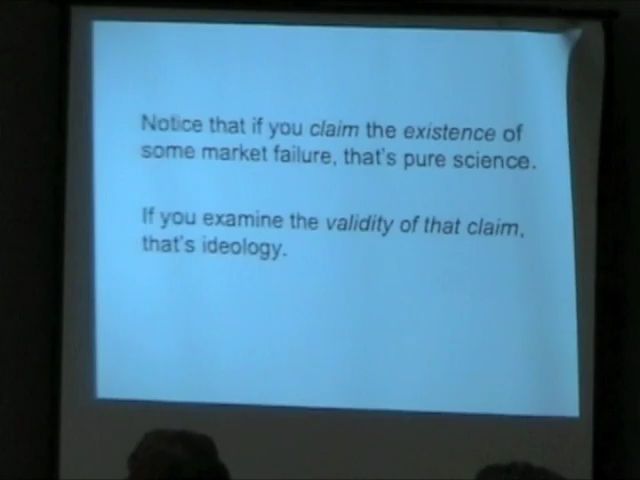 Notice that if you claim the existence of
some market failure, that's pure science.
If you examine the validity of that claim,
that's ideology.